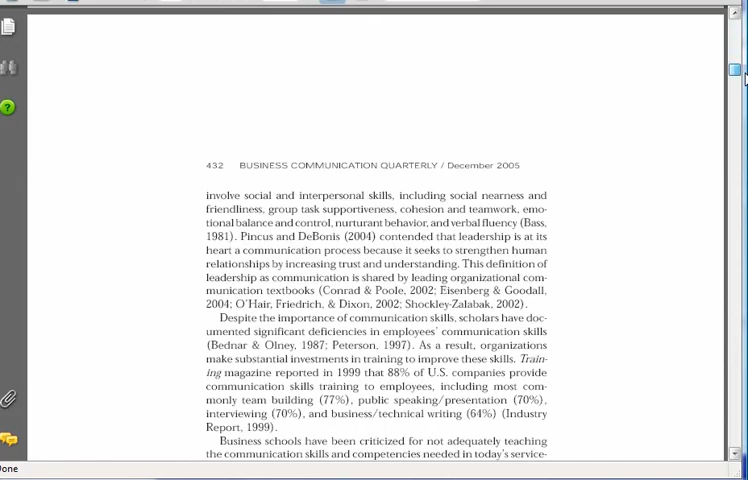 432 BUSINESS COMMUNICATION QUARTERLY / December 2005
involve social and interpersonal skills, including social nearness and
friendliness, group task supportiveness, cohesion and teamwork, emo-
tional balance and control, nurturant behavior, and verbal fluency (Bass,
1981). Pincus and DeBonis (2004) contended that leadership is at its
heart a communication process because it seeks to strengthen human
relationships by increasing trust and understanding. This definition of
leadership as communication is shared by leading organizational com-
munication textbooks (Conrad & Poole, 2002; Eisenberg & Goodall,
2004; O'Hair, Friedrich, & Dixon, 2002; Shockley-Zalabak, 2002).
Despite the importance of communication skills, scholars have doc-
umented significant deficiencies in employees' communication skills
(Bednar & Olney, 1987; Peterson, 1997). As a result, organizations
make substantial investments in training to improve these skills. Train-
ing magazine reported in 1999 that 88% of U.S. companies provide
communication skills training to employees, including most com-
monly team building (77%), public speaking/presentation (70%),
interviewing (70%), and business/technical writing (64%) (Industry
Report, 1999).
Business schools have been criticized for not adequately teaching
the communication skills and competencies needed in today's service-
one